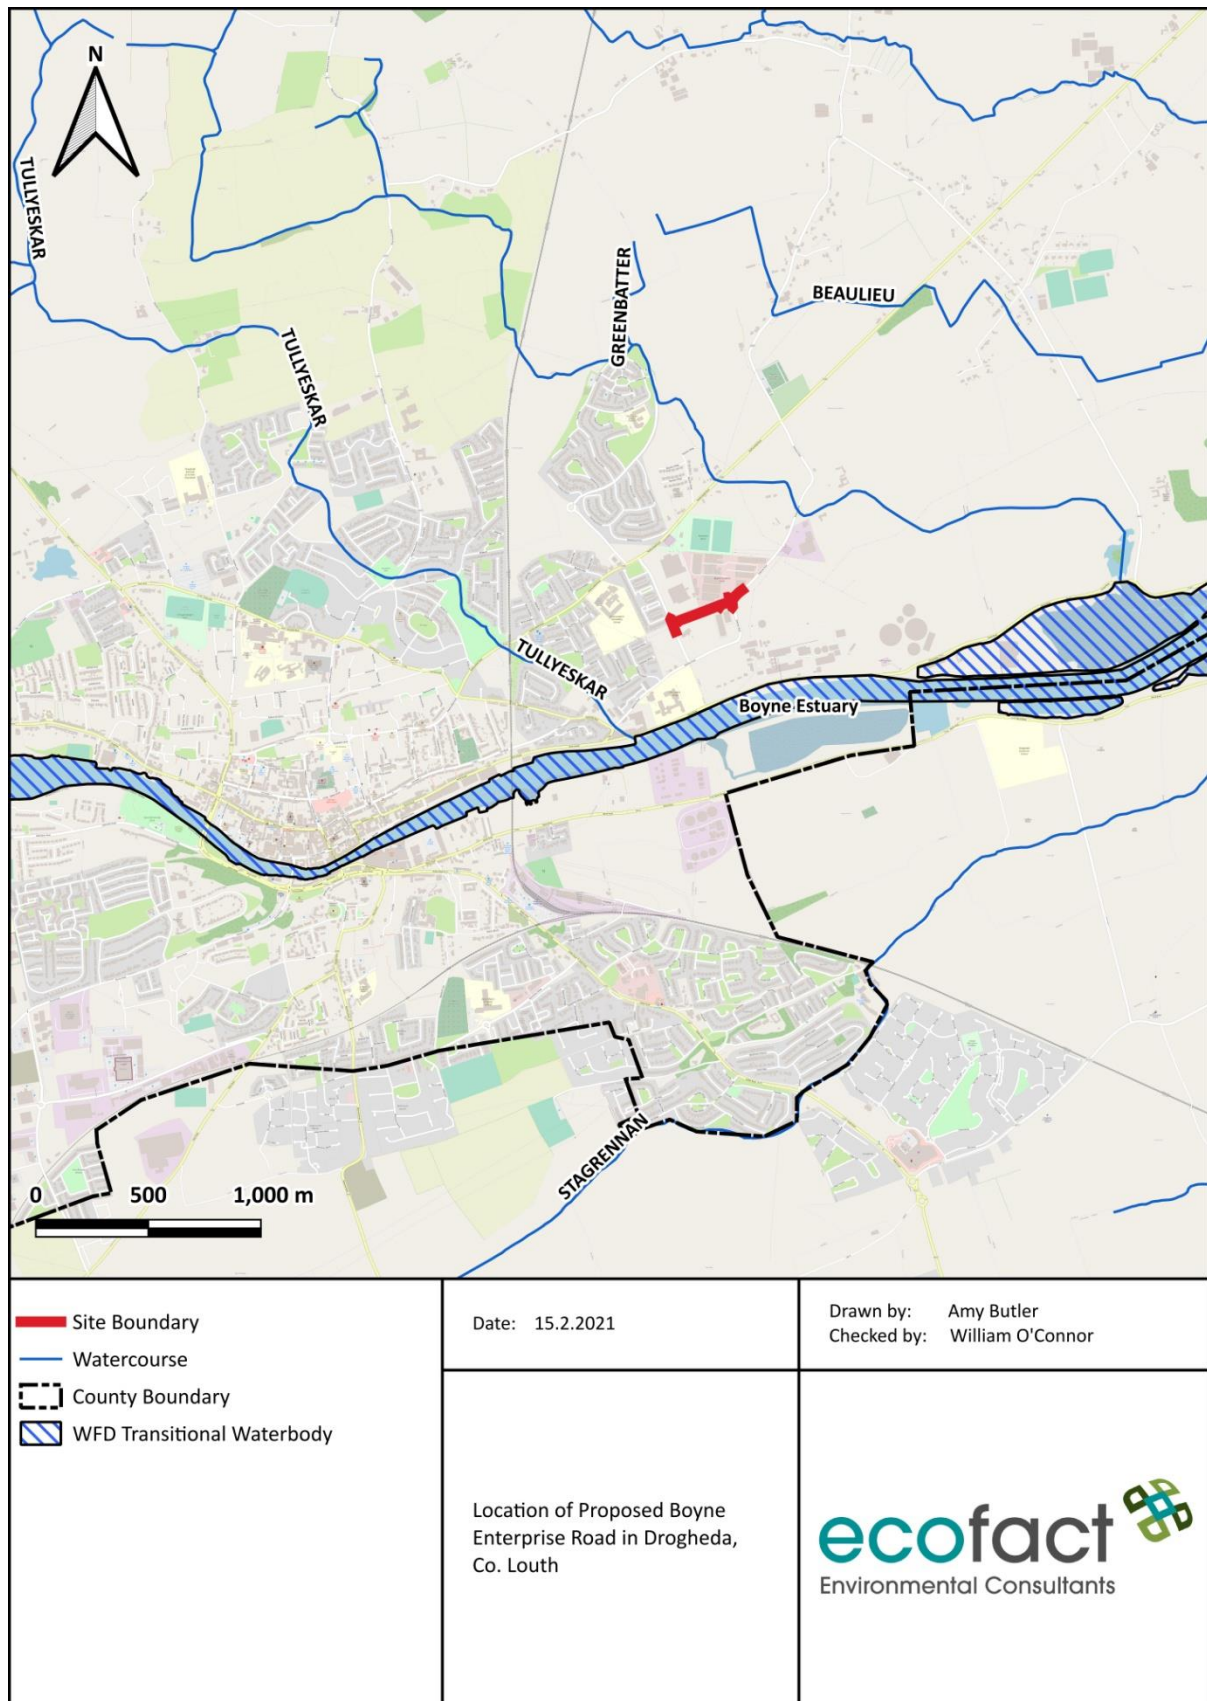 N
TULLYESKAR
TULLYESKAR
GREENBATTER
BEAULIEU
TULLYESKAR
Boyne Estuary
STAGRENNAN
0 500 1,000 m
Site Boundary
Watercourse
County Boundary
WFD Transitional Waterbody
Date: 15.2.2021
Drawn by: Amy Butler
Checked by: William O'Connor
Location of Proposed Boyne
Enterprise Road in Drogheda,
Co. Louth
ecofact
Environmental Consultants